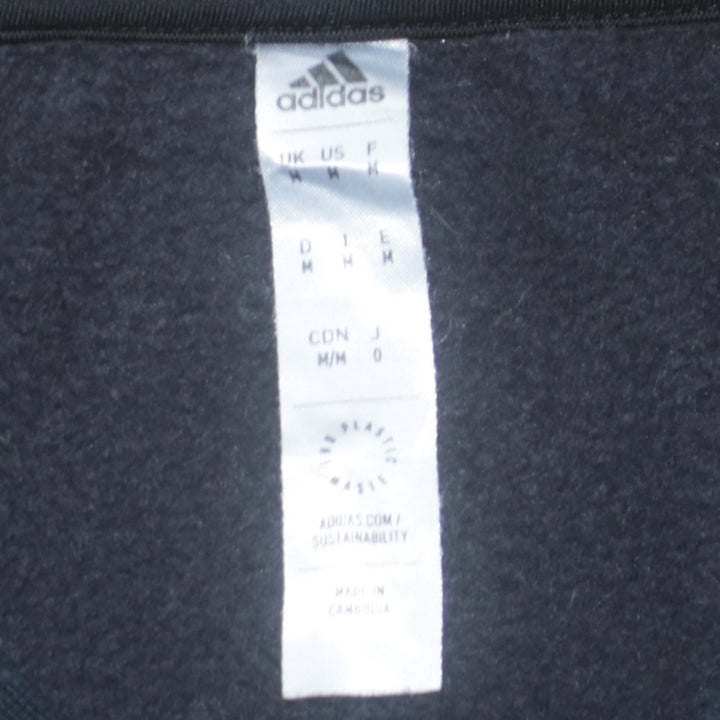 adidas
UK US F
M M M
D I E
M M M
CDN J
M/M O
END PLASTIC WASTE
ADIDAS.COM/
SUSTAINABILITY
MADE IN
CAMBODIA